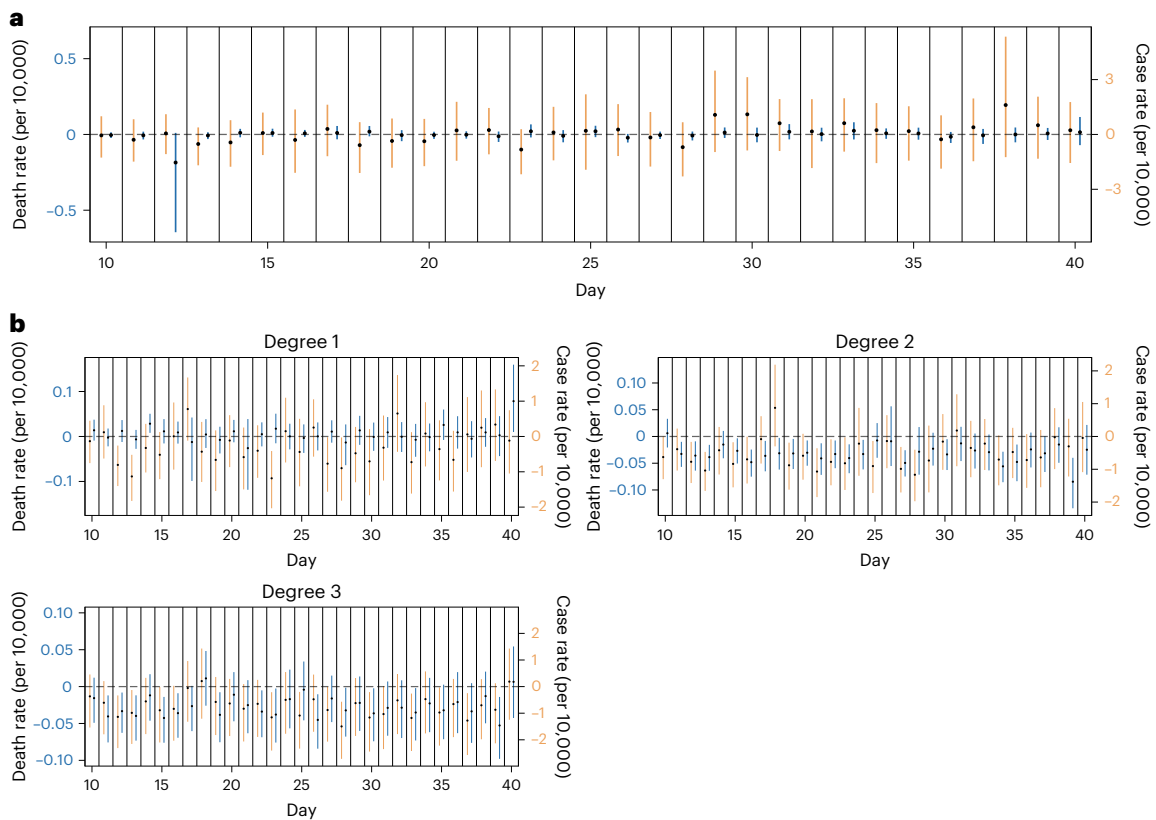 a
Death rate (per 10,000)
0.5
0
−0.5
3
0
−3
Case rate (per 10,000)
10 15 20 25 30 35 40
Day
b
Degree 1
Death rate (per 10,000)
0.1
0
−0.1
2
1
0
−1
−2
Case rate (per 10,000)
10 15 20 25 30 35 40
Day
Degree 2
Death rate (per 10,000)
0.10
0.05
0
−0.05
−0.10
2
1
0
−1
−2
Case rate (per 10,000)
10 15 20 25 30 35 40
Day
Degree 3
Death rate (per 10,000)
0.10
0.05
0
−0.05
−0.10
2
1
0
−1
−2
Case rate (per 10,000)
10 15 20 25 30 35 40
Day